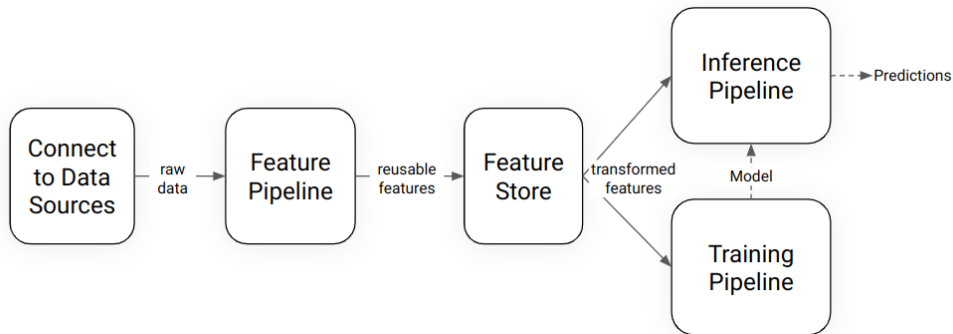 Connect
to Data
Sources
raw
data
Feature
Pipeline
reusable
features
Feature
Store
transformed
features
Inference
Pipeline
Predictions
Model
Training
Pipeline